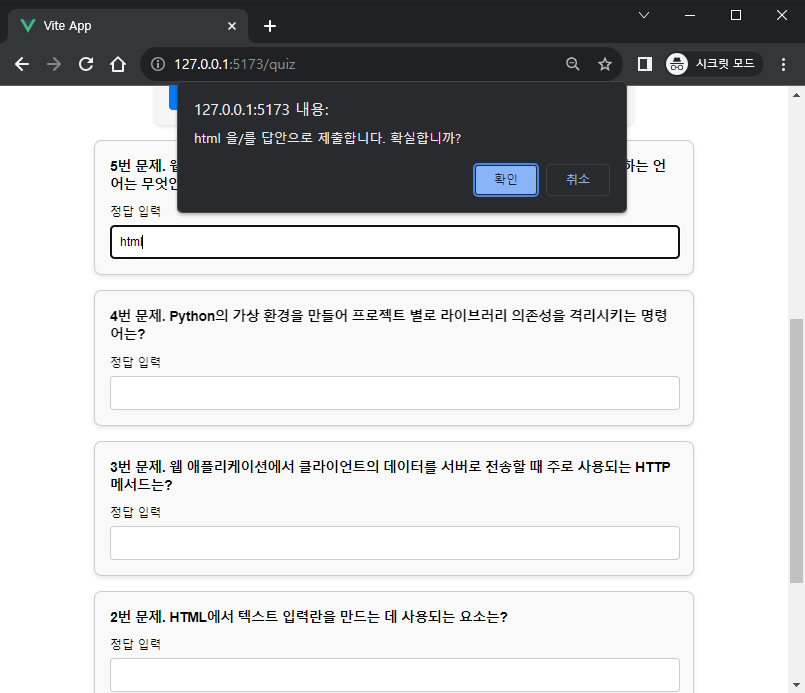 Vite App
127.0.0.1:5173/quiz
시크릿 모드
127.0.0.1:5173 내용:
html 을/를 답안으로 제출합니다. 확실합니까?
확인
취소
5번 문제. 하는 언
어는 무엇인
정답 입력
html
4번 문제. Python의 가상 환경을 만들어 프로젝트 별로 라이브러리 의존성을 격리시키는 명령
어는?
정답 입력
3번 문제. 웹 애플리케이션에서 클라이언트의 데이터를 서버로 전송할 때 주로 사용되는 HTTP
메서드는?
정답 입력
2번 문제. HTML에서 텍스트 입력란을 만드는 데 사용되는 요소는?
정답 입력